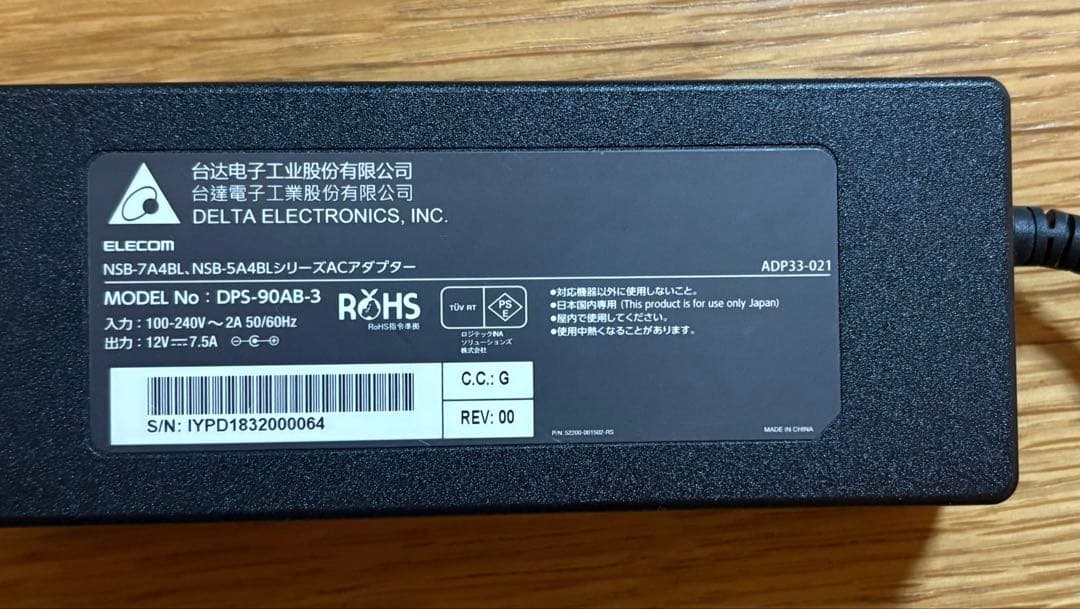 台达电子工业股份有限公司
台達電子工業股份有限公司
DELTA ELECTRONICS, INC.
ELECOM
NSB-7A4BL、NSB-5A4BLシリーズACアダプター
ADP33-021
MODEL No : DPS-90AB-3
入力 : 100-240V～2A 50/60Hz
出力 : 12V⎓7.5A
RoHS
RoHS指令準拠
TÜV RT
PS
E
ロジテックINA
ソリューションズ
株式会社
●対応機器以外に使用しないこと。
●日本国内専用 (This product is for use only Japan)
●屋内で使用してください。
●使用中熱くなることがあります。
S/N: IYPD1832000064
C.C.: G
REV: 00
P/N: 52200-001502-RS
MADE IN CHINA